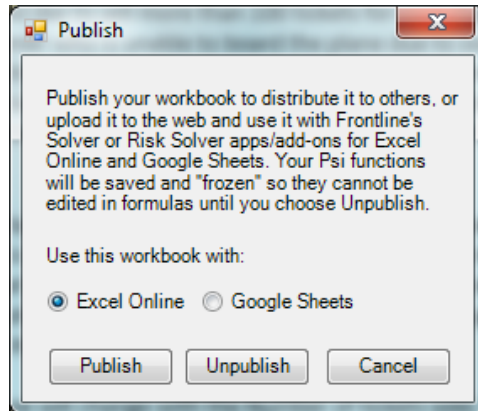 Publish
Publish your workbook to distribute it to others, or
upload it to the web and use it with Frontline's
Solver or Risk Solver apps/add-ons for Excel
Online and Google Sheets. Your Psi functions
will be saved and "frozen" so they cannot be
edited in formulas until you choose Unpublish.
Use this workbook with:
Excel Online Google Sheets
Publish Unpublish Cancel